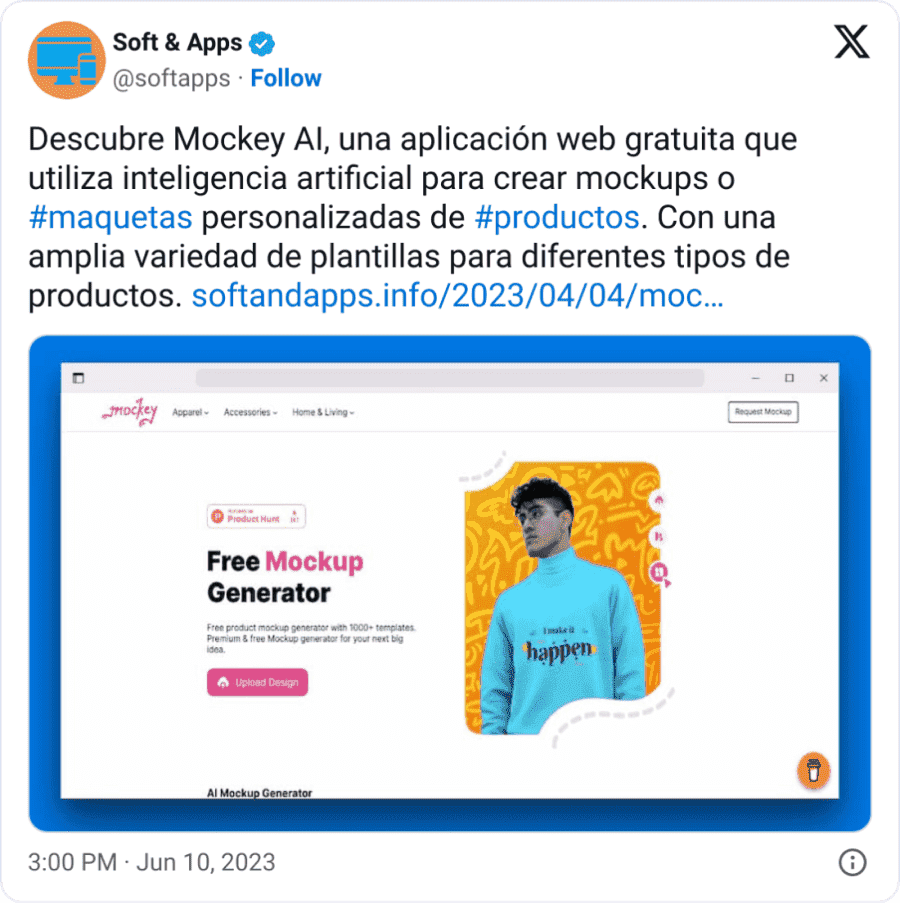 Soft & Apps
@softapps · Follow
Descubre Mockey AI, una aplicación web gratuita que
utiliza inteligencia artificial para crear mockups o
#maquetas personalizadas de #productos. Con una
amplia variedad de plantillas para diferentes tipos de
productos. softandapps.info/2023/04/04/moc…
mockey Apparel Accessories Home & Living Request Mockup
Product Hunt
Free Mockup
Generator
Free product mockup generator with 1000+ templates.
Premium & free Mockup generator for your next big
idea.
Upload Design
I make it
happen
AI Mockup Generator
3:00 PM · Jun 10, 2023